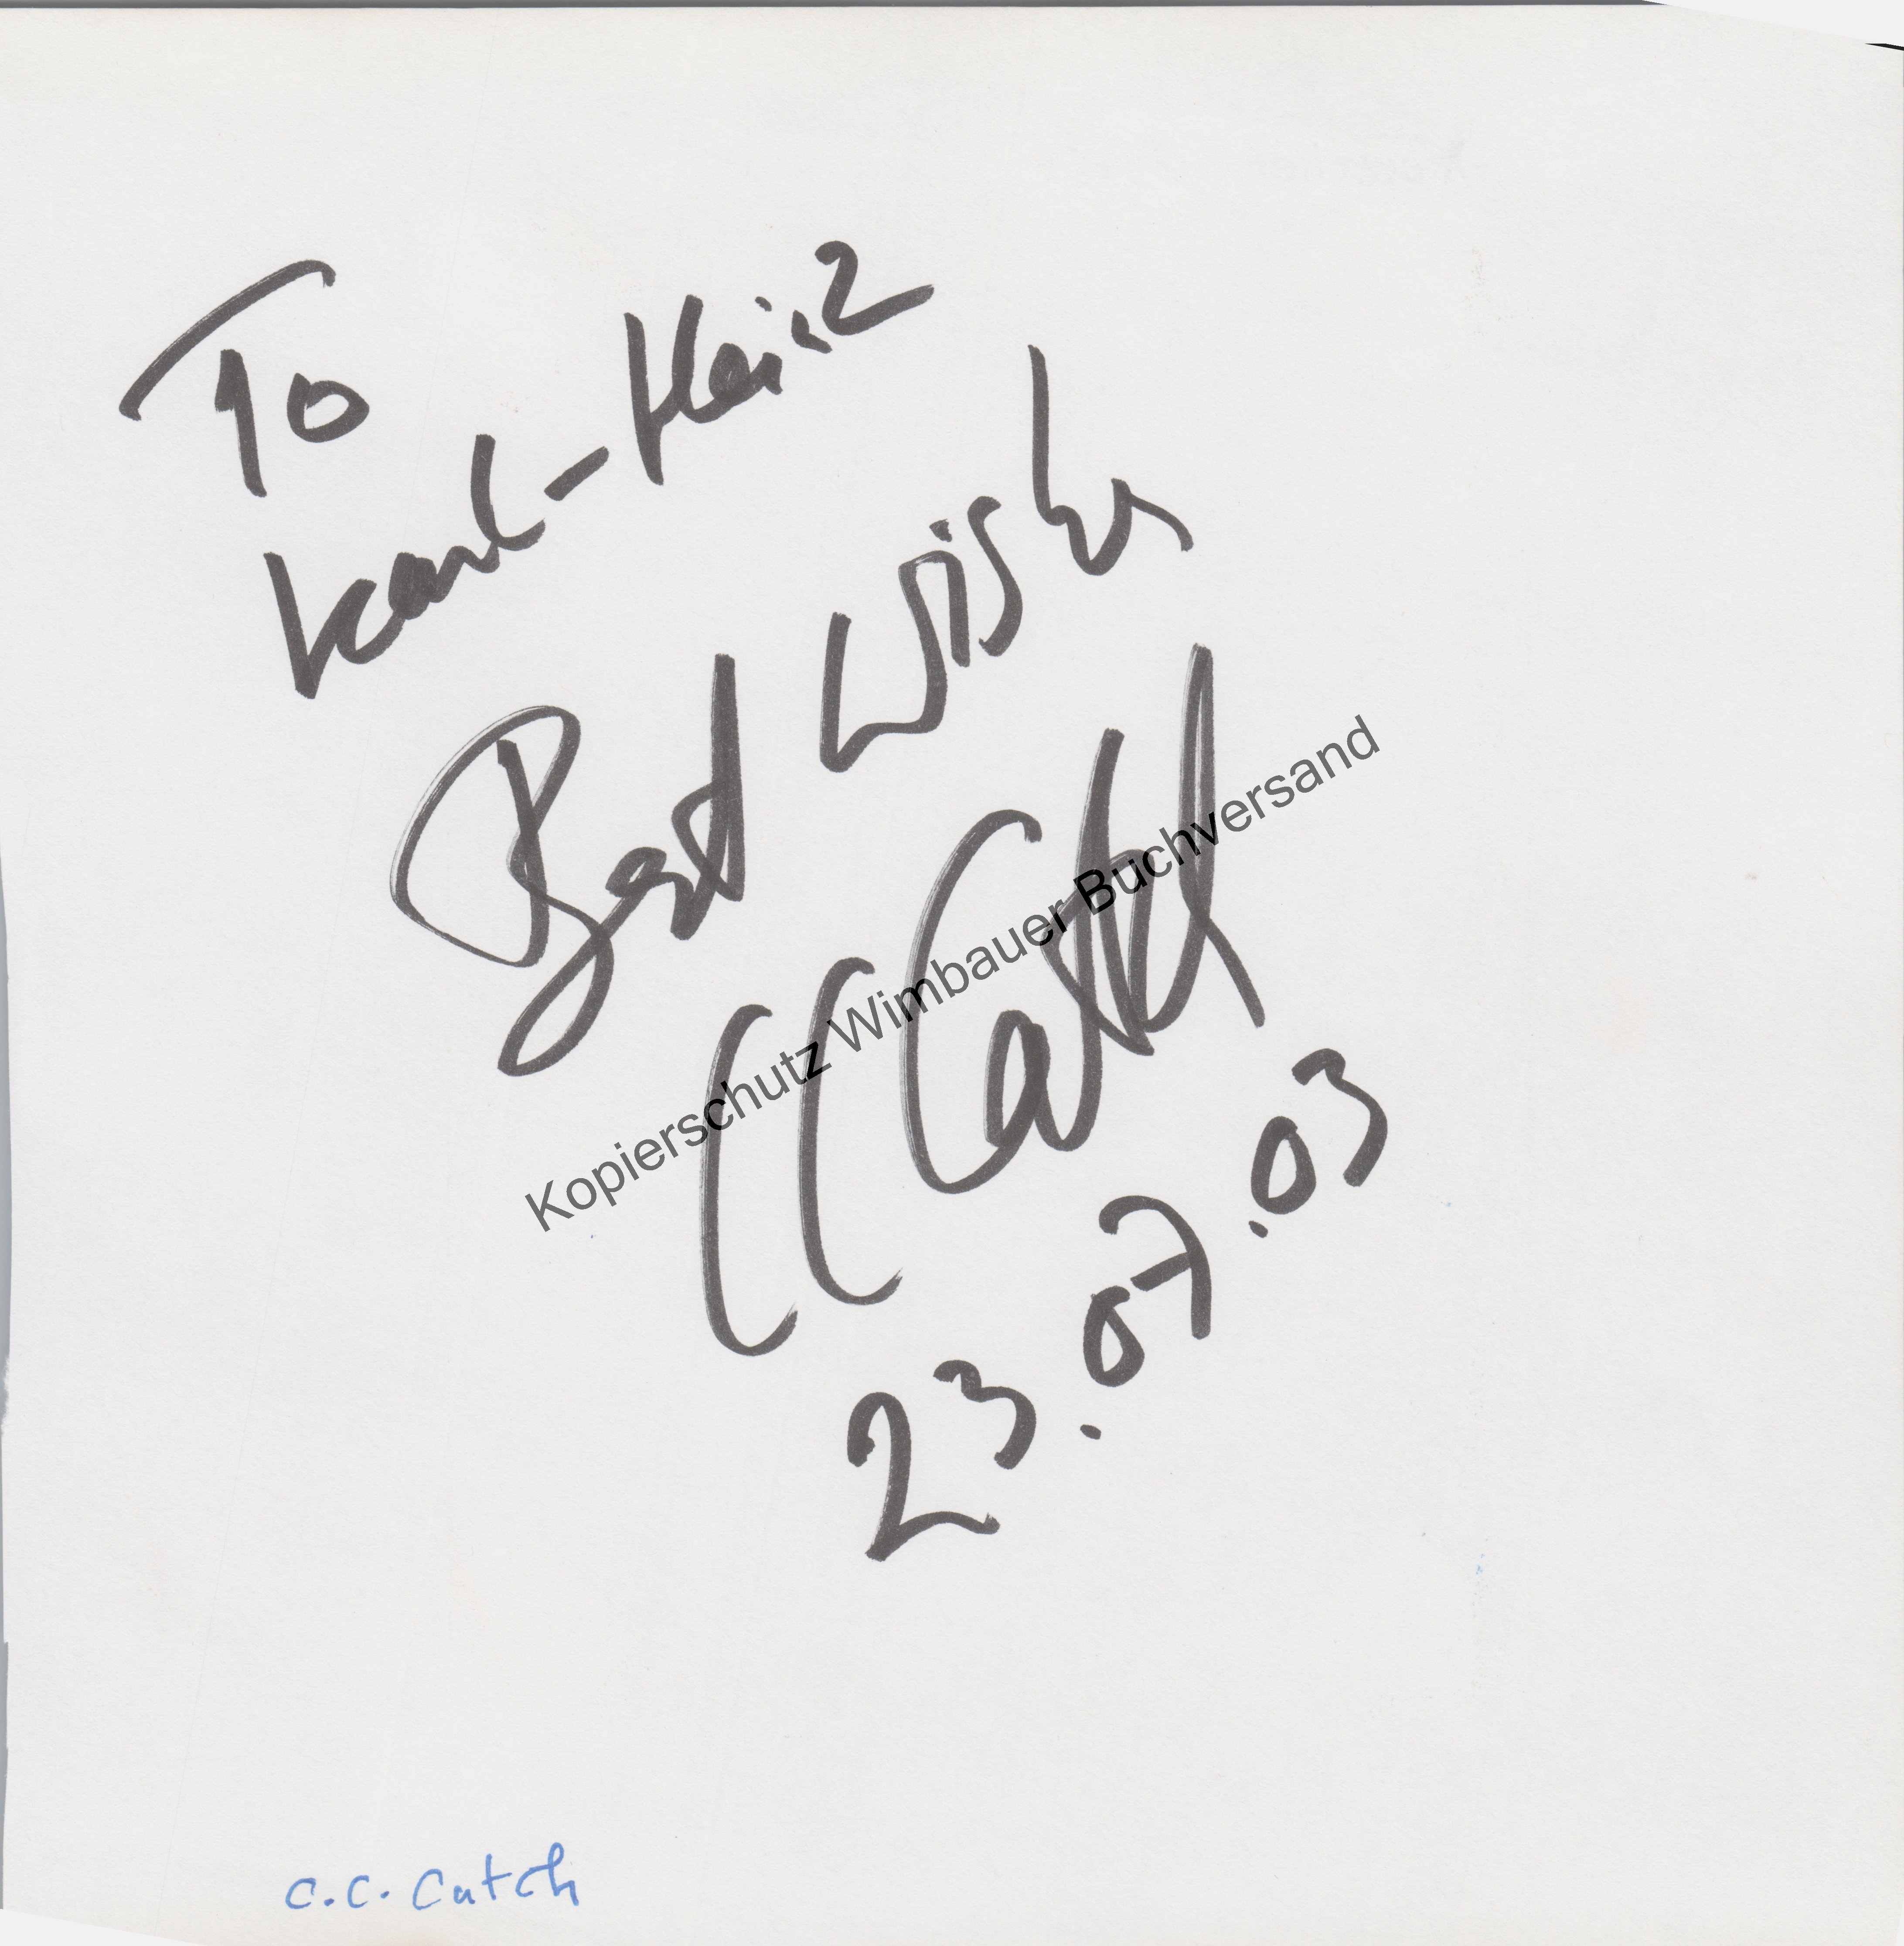 To
Karl-Heinz
Best wishes
CC Catch
23.07.03
Kopierschutz Wimbauer Buchversand
C.C. Catch